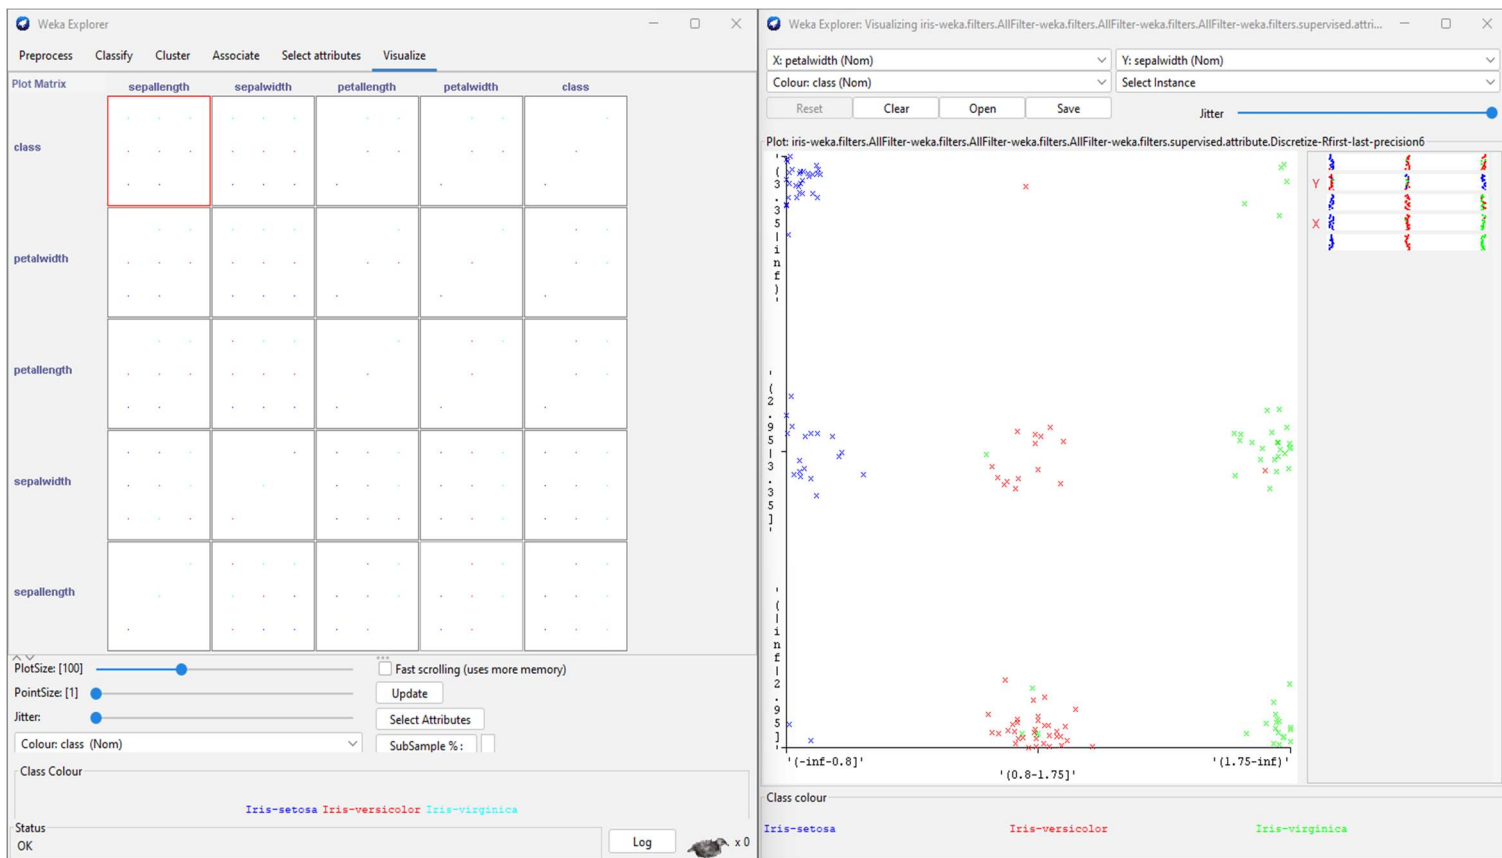 Weka Explorer
Preprocess Classify Cluster Associate Select attributes Visualize
Plot Matrix sepallength sepalwidth petallength petalwidth class
class
petalwidth
petallength
sepalwidth
sepallength
PlotSize: [100]
Fast scrolling (uses more memory)
PointSize: [1]
Update
Jitter:
Select Attributes
Colour: class (Nom)
SubSample % :
Class Colour
Iris-setosa Iris-versicolor Iris-virginica
Status
OK
Log
x 0
Weka Explorer: Visualizing iris-weka.filters.AllFilter-weka.filters.AllFilter-weka.filters.AllFilter-weka.filters.supervised.attri...
X: petalwidth (Nom) Y: sepalwidth (Nom)
Colour: class (Nom) Select Instance
Reset Clear Open Save Jitter
Plot: iris-weka.filters.AllFilter-weka.filters.AllFilter-weka.filters.AllFilter-weka.filters.supervised.attribute.Discretize-Rfirst-last-precision6
'(3.35-inf)'
Y
X
'(2.95-3.35]'
'(-inf-2.95]'
'(-inf-0.8]' '(0.8-1.75]' '(1.75-inf)'
Class colour
Iris-setosa Iris-versicolor Iris-virginica